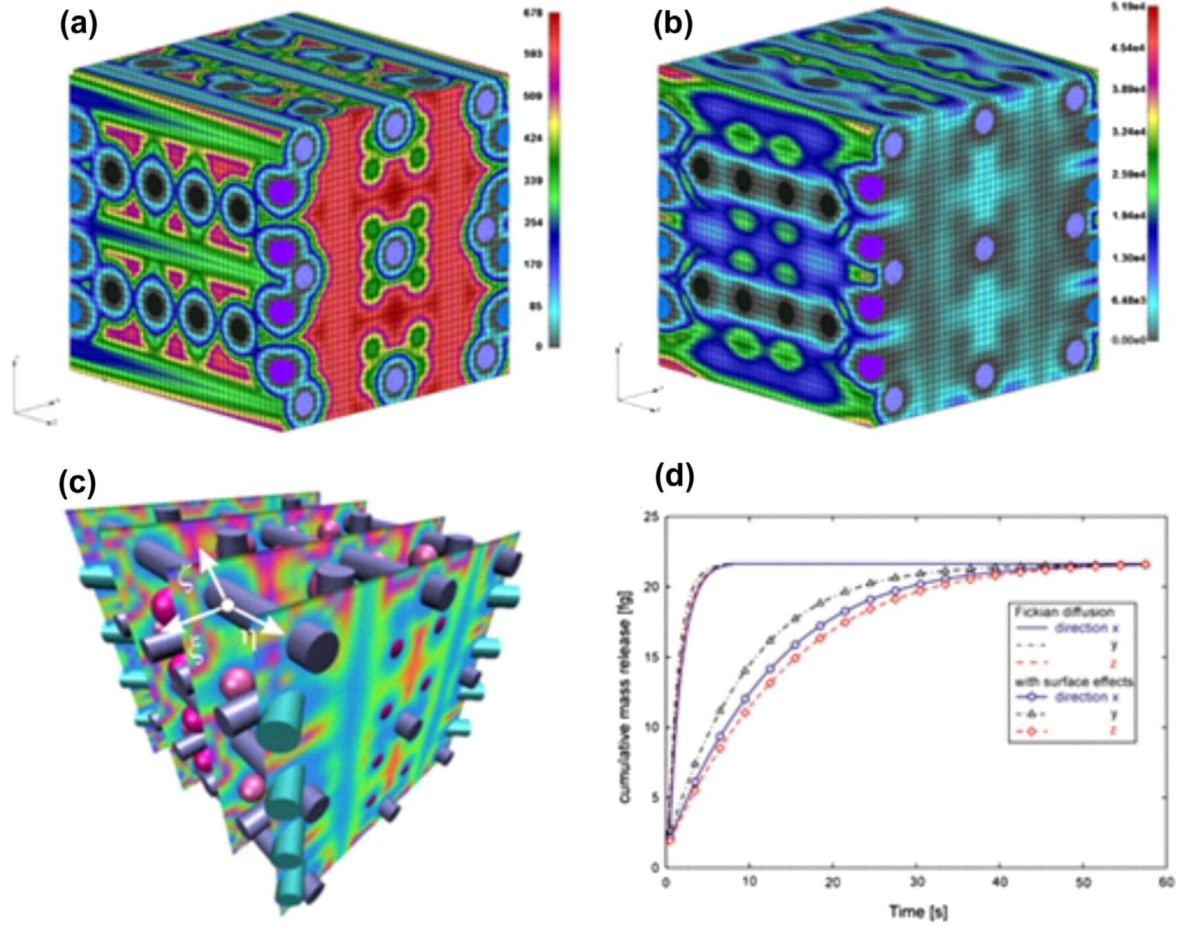 (a)
678
593
509
424
339
254
170
85
0
(b)
5.19e4
4.54e4
3.89e4
3.24e4
2.59e4
1.94e4
1.30e4
6.48e3
0.00e0
(c)
ζ
ξ
η
(d)
25
20
15
10
5
0
0 10 20 30 40 50 60
cumulative mass release [fg]
Time [s]
Fickian diffusion
direction x
y
z
with surface effects
direction x
y
z